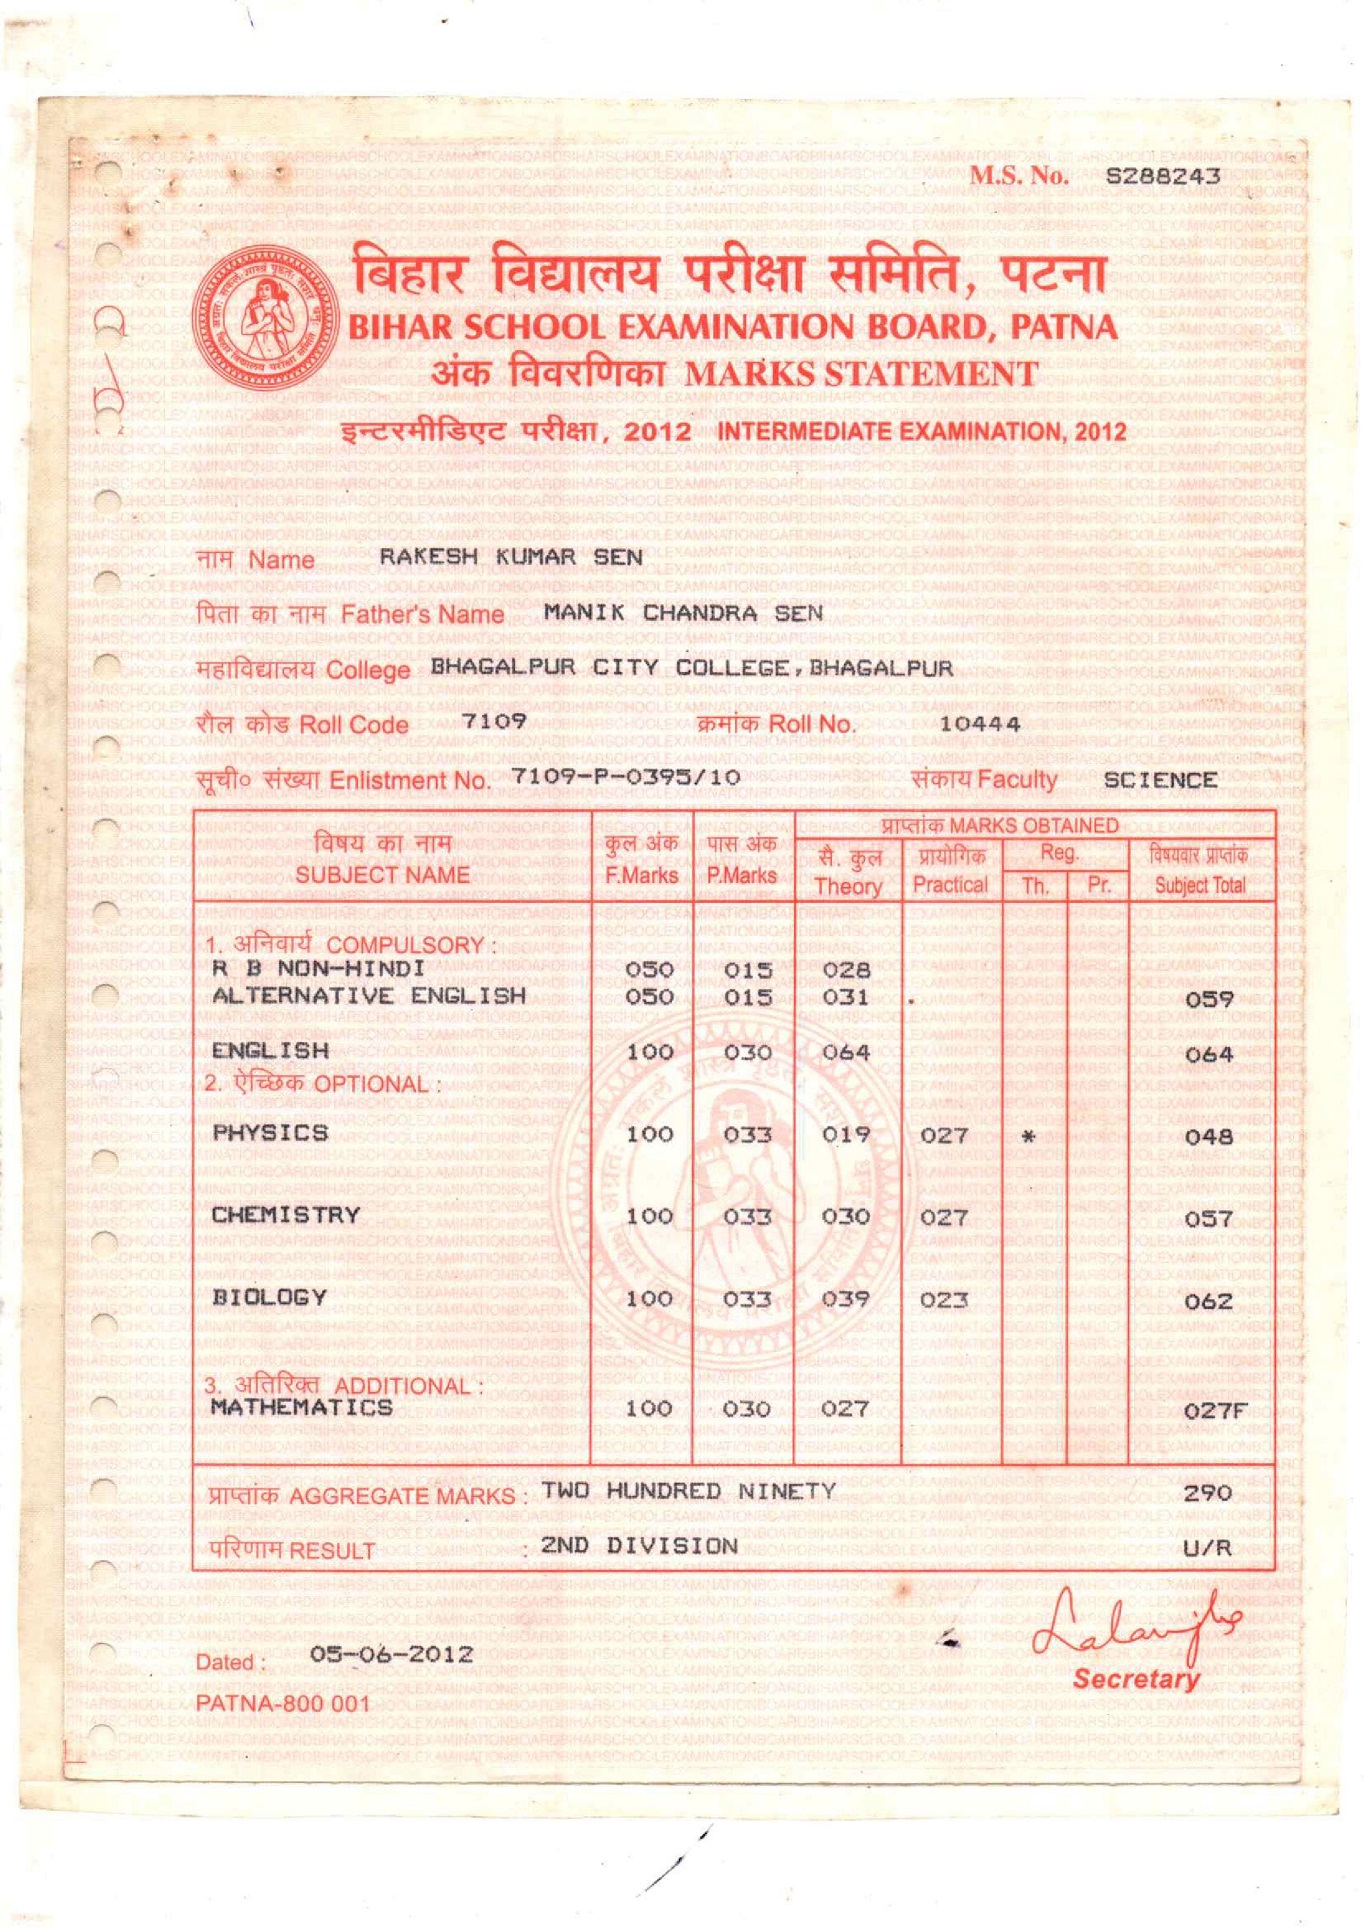 M.S. No. S288243
बिहार विद्यालय परीक्षा समिति, पटना
BIHAR SCHOOL EXAMINATION BOARD, PATNA
अंक विवरणिका MARKS STATEMENT
इन्टरमीडिएट परीक्षा, 2012 INTERMEDIATE EXAMINATION, 2012
नाम Name RAKESH KUMAR SEN
पिता का नाम Father's Name MANIK CHANDRA SEN
महाविद्यालय College BHAGALPUR CITY COLLEGE, BHAGALPUR
रौल कोड Roll Code 7109 क्रमांक Roll No. 10444
सूची० संख्या Enlistment No. 7109-P-0395/10 संकाय Faculty SCIENCE
प्राप्तांक MARKS OBTAINED
विषय का नाम कुल अंक पास अंक सै. कुल प्रायोगिक Reg. विषयवार प्राप्तांक
SUBJECT NAME F.Marks P.Marks Theory Practical Th. Pr. Subject Total
1. अनिवार्य COMPULSORY :
R B NON-HINDI 050 015 028
ALTERNATIVE ENGLISH 050 015 031 059
ENGLISH 100 030 064 064
2. ऐच्छिक OPTIONAL :
PHYSICS 100 033 019 027 * 048
CHEMISTRY 100 033 030 027 057
BIOLOGY 100 033 039 023 062
3. अतिरिक्त ADDITIONAL :
MATHEMATICS 100 030 027 027F
प्राप्तांक AGGREGATE MARKS : TWO HUNDRED NINETY 290
परिणाम RESULT : 2ND DIVISION U/R
Dated : 05-06-2012
Secretary
PATNA-800 001